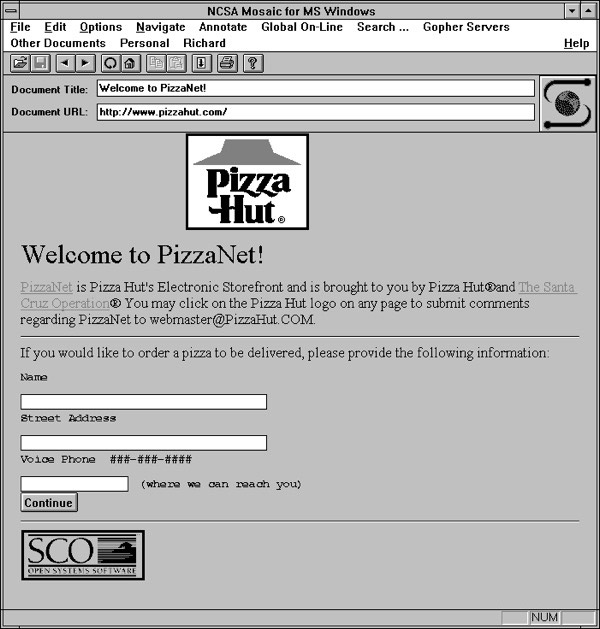 NCSA Mosaic for MS Windows
File Edit Options Navigate Annotate Global On-Line Search ... Gopher Servers
Other Documents Personal Richard Help
Document Title: Welcome to PizzaNet!
Document URL: http://www.pizzahut.com/
Pizza
Hut®
Welcome to PizzaNet!
PizzaNet is Pizza Hut's Electronic Storefront and is brought to you by Pizza Hut®and The Santa
Cruz Operation® You may click on the Pizza Hut logo on any page to submit comments
regarding PizzaNet to webmaster@PizzaHut.COM.
If you would like to order a pizza to be delivered, please provide the following information:
Name
Street Address
Voice Phone ###-###-####
(where we can reach you)
Continue
SCO
OPEN SYSTEMS SOFTWARE
NUM